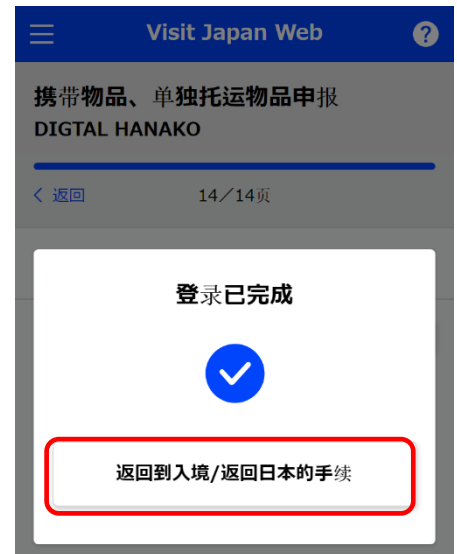 Visit Japan Web ?
携带物品、单独托运物品申报
DIGTAL HANAKO
返回 14／14页
登录已完成
返回到入境/返回日本的手续